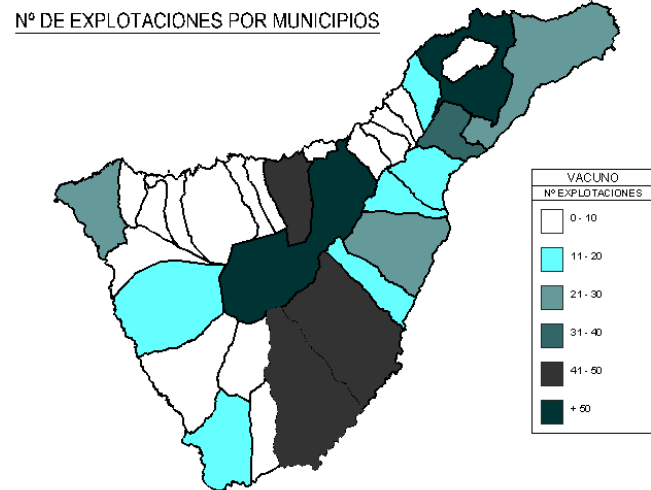 Nº DE EXPLOTACIONES POR MUNICIPIOS
VACUNO
Nº EXPLOTACIONES
0 - 10
11 - 20
21 - 30
31 - 40
41 - 50
+ 50